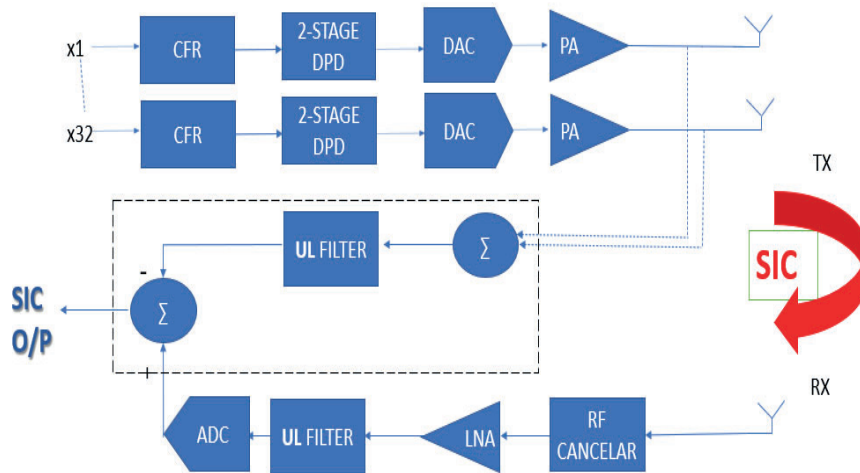 x1
CFR
2-STAGE
DPD
DAC
PA
x32
CFR
2-STAGE
DPD
DAC
PA
TX
UL FILTER
∑
-
SIC
SIC
O/P
∑
+
RX
ADC
UL FILTER
LNA
RF
CANCELAR